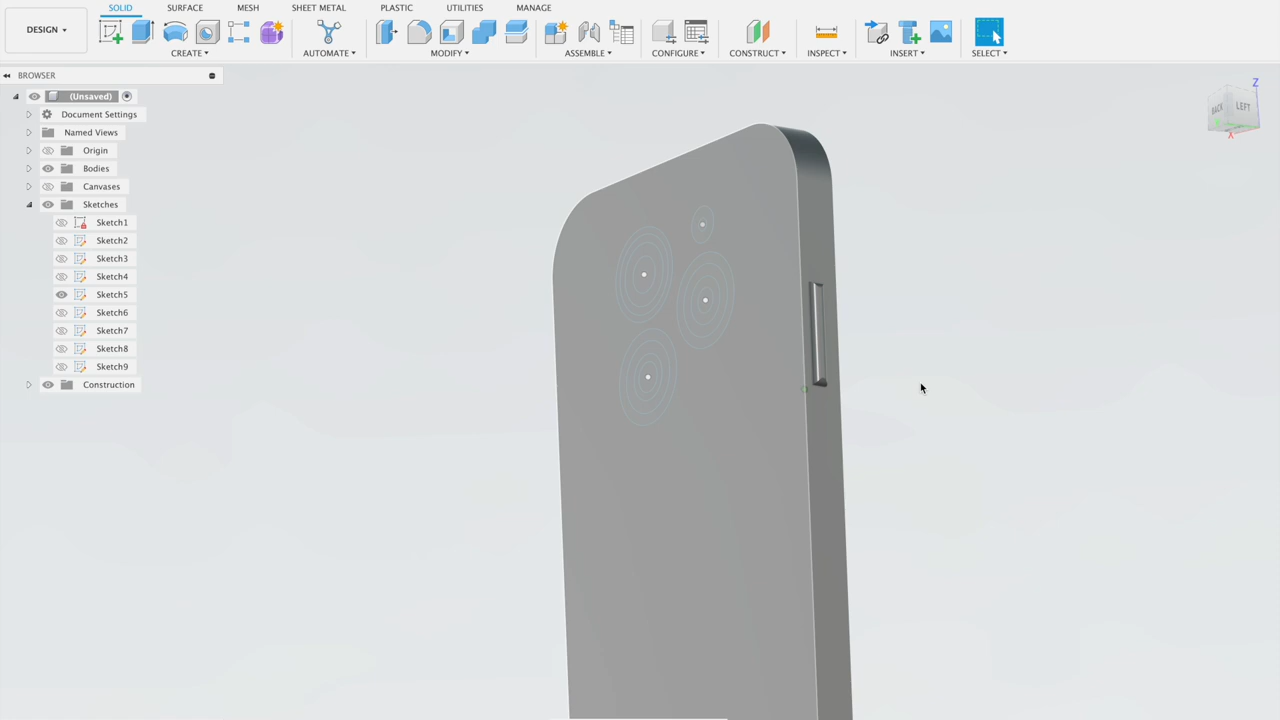 SOLID SURFACE MESH SHEET METAL PLASTIC UTILITIES MANAGE
DESIGN
CREATE AUTOMATE MODIFY ASSEMBLE CONFIGURE CONSTRUCT INSPECT INSERT SELECT
BROWSER
(Unsaved)
Document Settings
Named Views
Origin
Bodies
Canvases
Sketches
Sketch1
Sketch2
Sketch3
Sketch4
Sketch5
Sketch6
Sketch7
Sketch8
Sketch9
Construction
Z
BACK LEFT
X